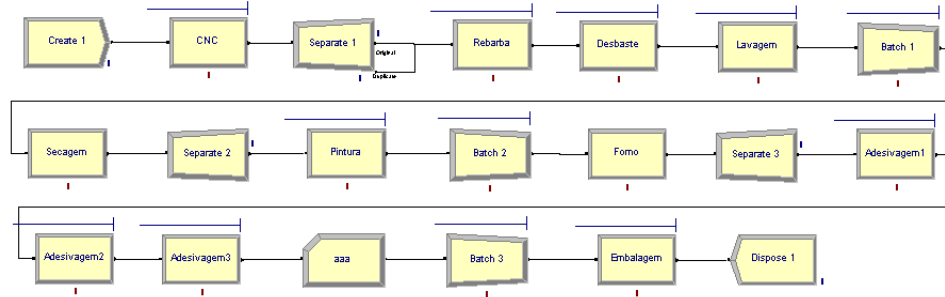 Create 1
CNC
Separate 1
Original
Duplicate
Rebarba
Desbaste
Lavagem
Batch 1
Secagem
Separate 2
Pintura
Batch 2
Forno
Separate 3
Adesivagem1
Adesivagem2
Adesivagem3
aaa
Batch 3
Embalagem
Dispose 1